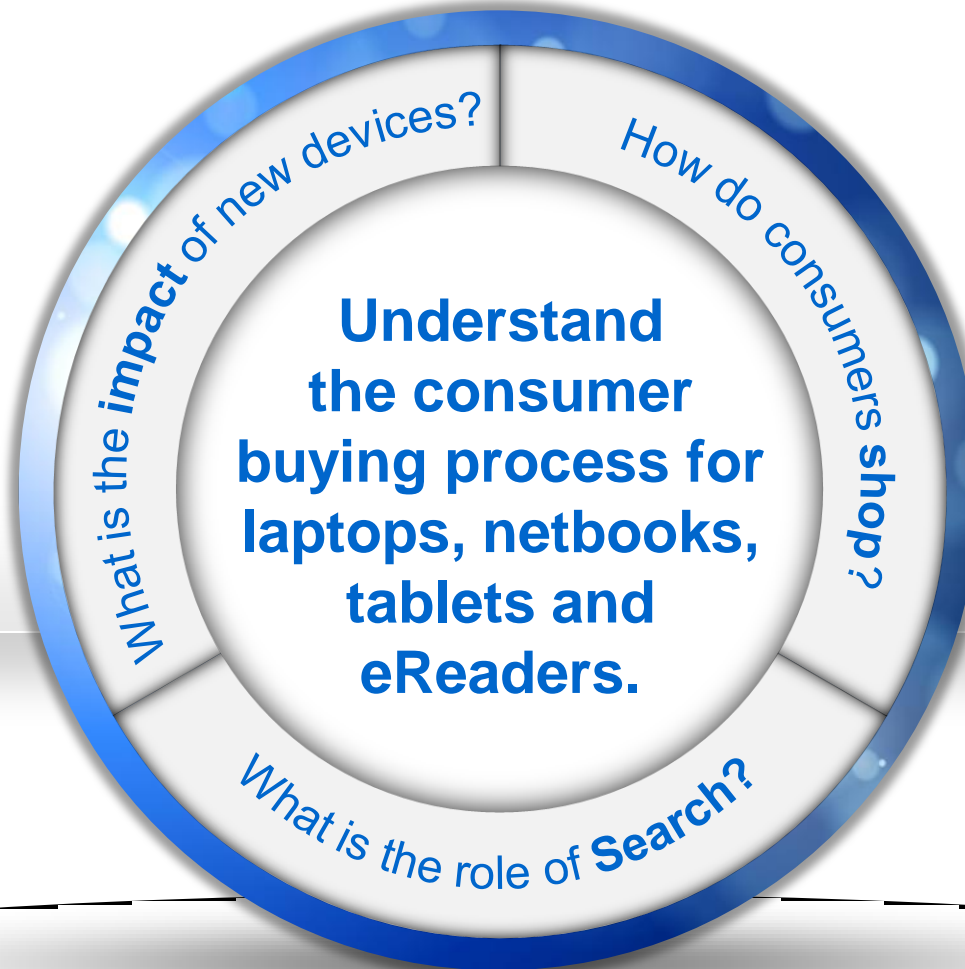 What is the impact of new devices?
How do consumers shop?
Understand
the consumer
buying process for
laptops, netbooks,
tablets and
eReaders.
What is the role of Search?